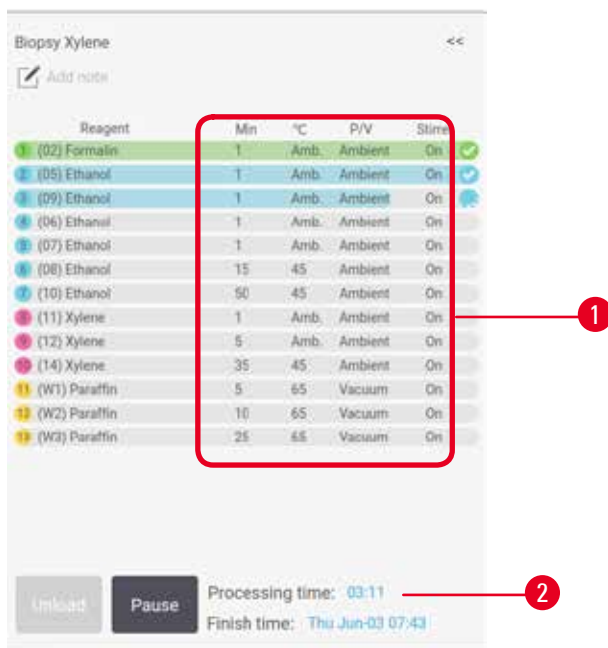 Biopsy Xylene <<
Add note
Reagent Min °C P/V Stirre
1 (02) Formalin 1 Amb. Ambient On
2 (05) Ethanol 1 Amb. Ambient On
3 (09) Ethanol 1 Amb. Ambient On
4 (06) Ethanol 1 Amb. Ambient On
5 (07) Ethanol 1 Amb. Ambient On
6 (08) Ethanol 15 45 Ambient On
7 (10) Ethanol 50 45 Ambient On
8 (11) Xylene 1 Amb. Ambient On
9 (12) Xylene 5 Amb. Ambient On
10 (14) Xylene 35 45 Ambient On
11 (W1) Paraffin 5 65 Vacuum On
12 (W2) Paraffin 10 65 Vacuum On
13 (W3) Paraffin 25 65 Vacuum On
1
Unload Pause Processing time: 03:11 2
Finish time: Thu Jun-03 07:43